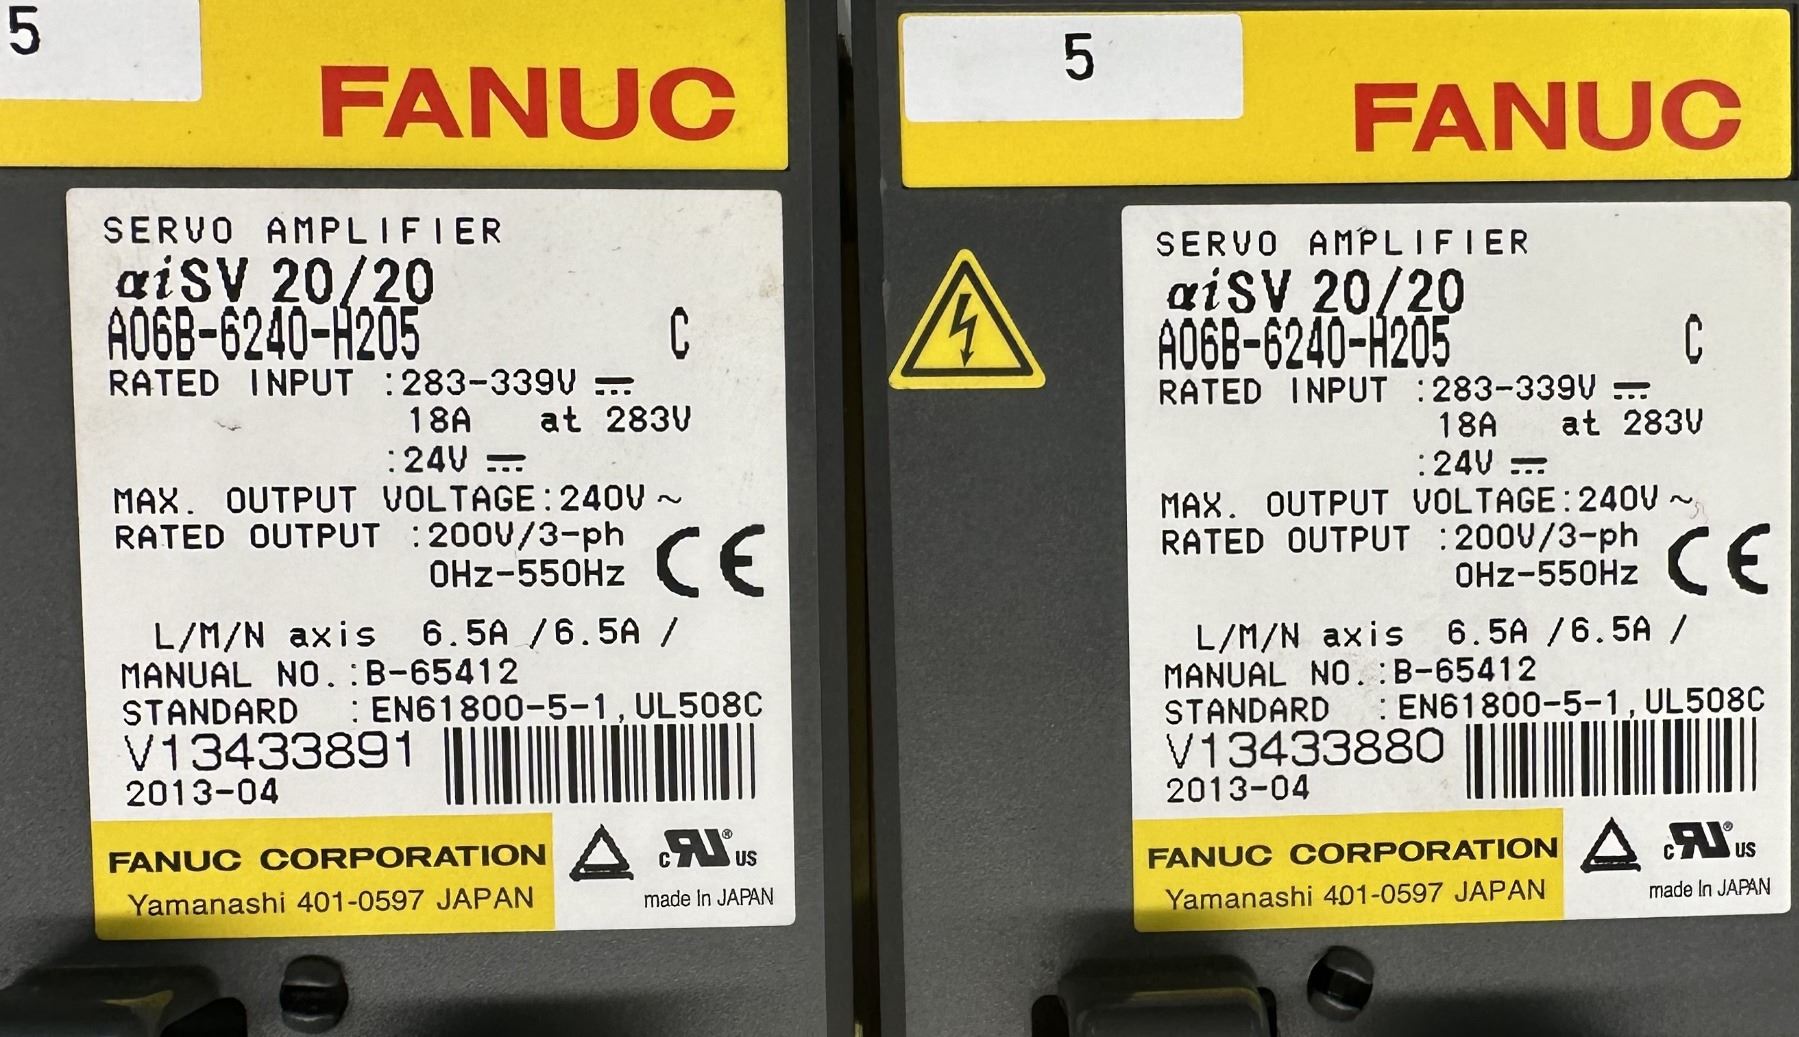 5
FANUC
SERVO AMPLIFIER
αiSV 20/20
A06B-6240-H205 C
RATED INPUT :283-339V
18A at 283V
:24V
MAX. OUTPUT VOLTAGE:240V~
RATED OUTPUT :200V/3-ph
0Hz-550Hz
CE
L/M/N axis 6.5A /6.5A /
MANUAL NO.:B-65412
STANDARD :EN61800-5-1,UL508C
V13433891
2013-04
FANUC CORPORATION
Yamanashi 401-0597 JAPAN
c RU® US
made In JAPAN
5
FANUC
SERVO AMPLIFIER
αiSV 20/20
A06B-6240-H205 C
RATED INPUT :283-339V
18A at 283V
:24V
MAX. OUTPUT VOLTAGE:240V~
RATED OUTPUT :200V/3-ph
0Hz-550Hz
CE
L/M/N axis 6.5A /6.5A /
MANUAL NO.:B-65412
STANDARD :EN61800-5-1,UL508C
V13433880
2013-04
FANUC CORPORATION
Yamanashi 401-0597 JAPAN
c RU® US
made In JAPAN